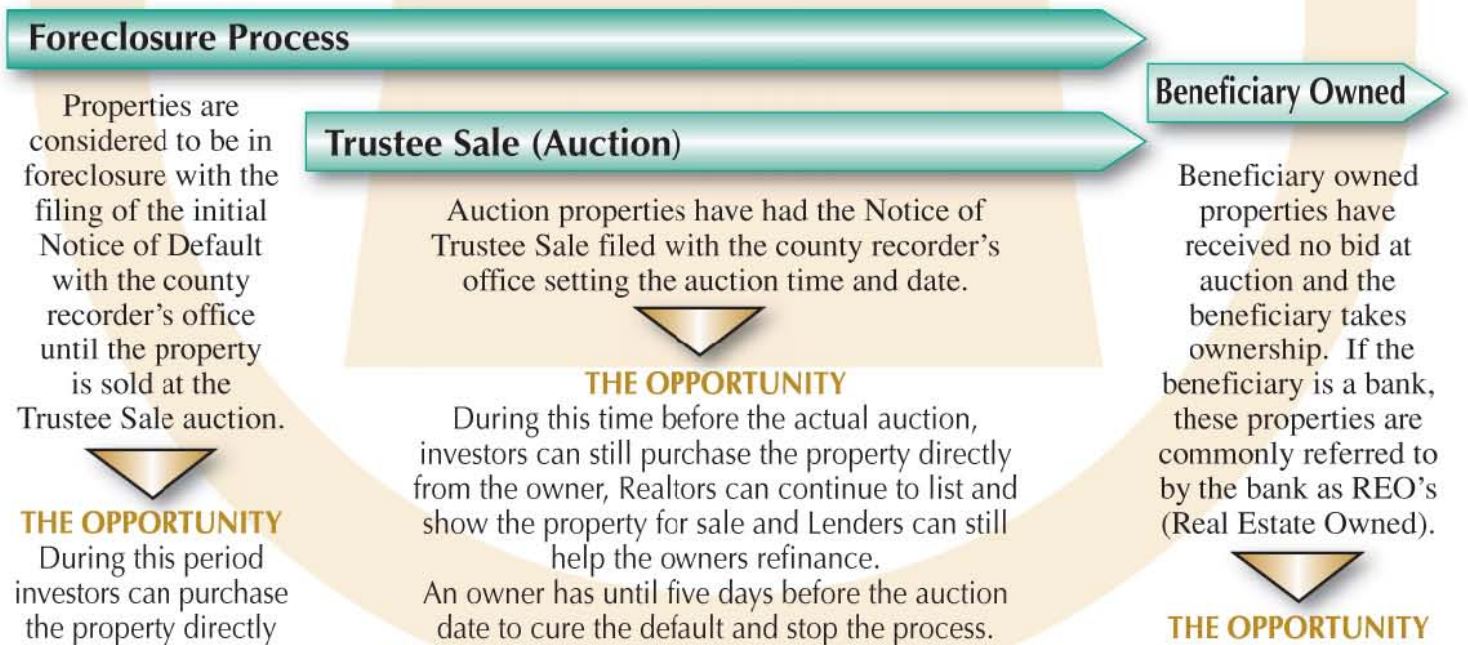 Foreclosure Process
Properties are
considered to be in
foreclosure with the
filing of the initial
Notice of Default
with the county
recorder's office
until the property
is sold at the
Trustee Sale auction.
THE OPPORTUNITY
During this period
investors can purchase
the property directly
Trustee Sale (Auction)
Auction properties have had the Notice of
Trustee Sale filed with the county recorder's
office setting the auction time and date.
THE OPPORTUNITY
During this time before the actual auction,
investors can still purchase the property directly
from the owner, Realtors can continue to list and
show the property for sale and Lenders can still
help the owners refinance.
An owner has until five days before the auction
date to cure the default and stop the process.
Beneficiary Owned
Beneficiary owned
properties have
received no bid at
auction and the
beneficiary takes
ownership.  If the
beneficiary is a bank,
these properties are
commonly referred to
by the bank as REO's
(Real Estate Owned).
THE OPPORTUNITY